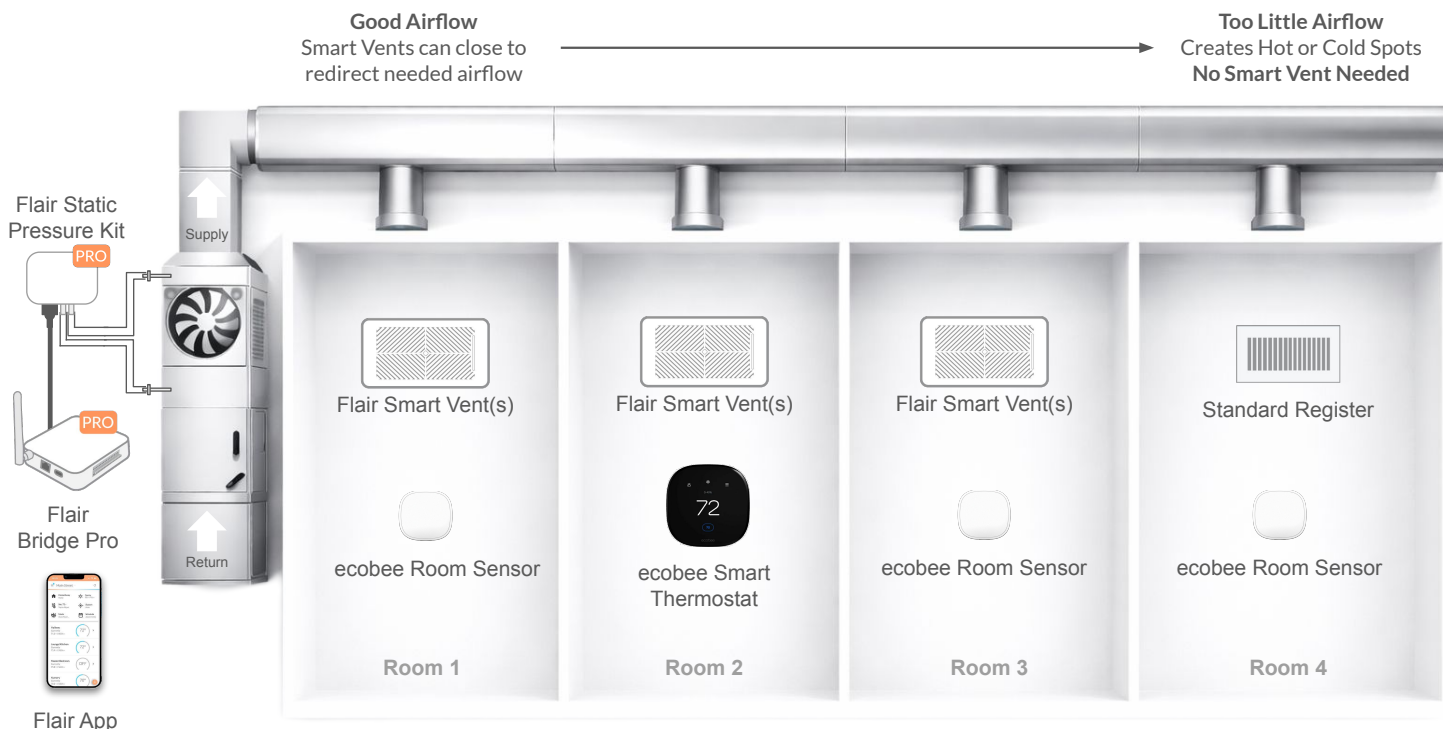 Good Airflow
Smart Vents can close to
redirect needed airflow
Too Little Airflow
Creates Hot or Cold Spots
No Smart Vent Needed
Flair Static
Pressure Kit
PRO
Supply
PRO
Flair
Bridge Pro
Return
Flair App
Flair Smart Vent(s)
ecobee Room Sensor
Room 1
Flair Smart Vent(s)
72
ecobee Smart
Thermostat
Room 2
Flair Smart Vent(s)
ecobee Room Sensor
Room 3
Standard Register
ecobee Room Sensor
Room 4